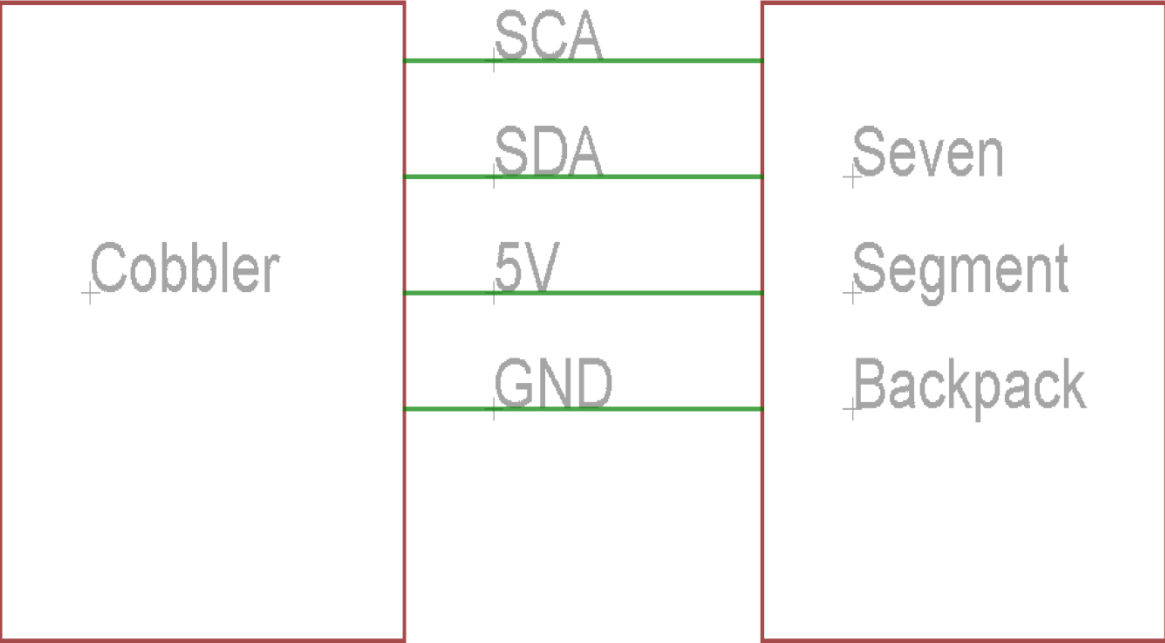 SCA
SDA
5V
GND
Cobbler
Seven
Segment
Backpack